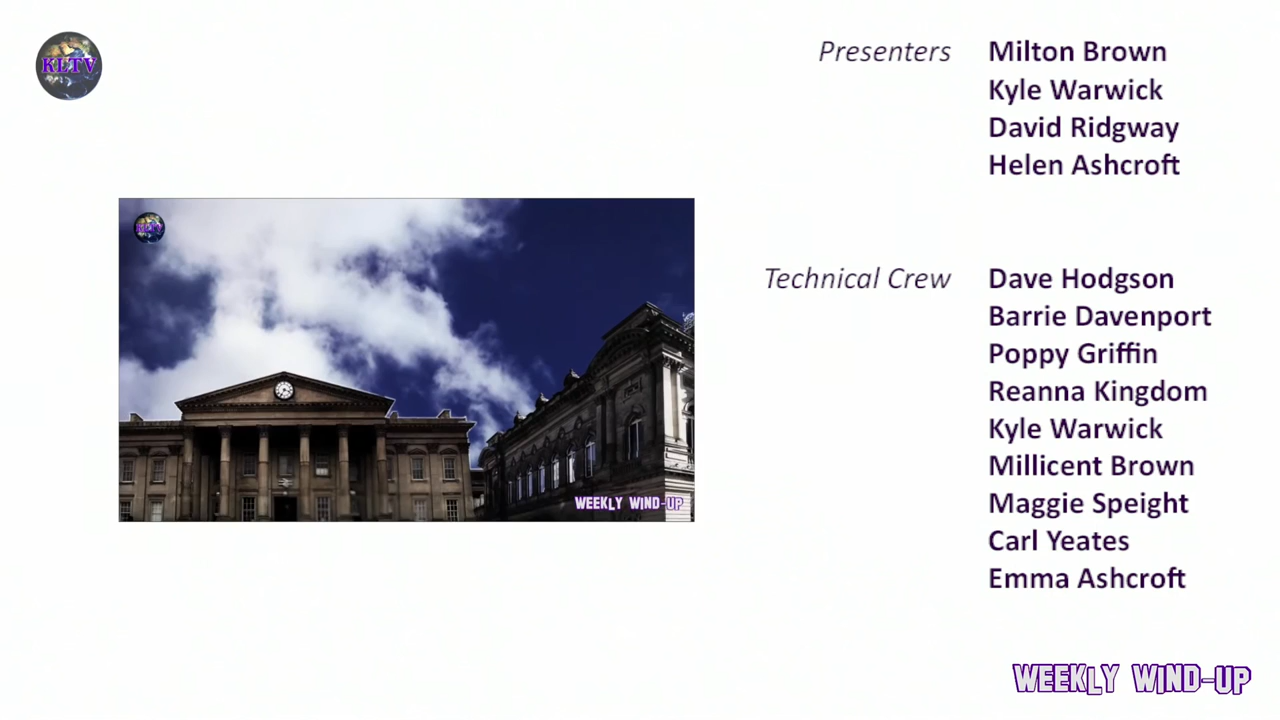 KLTV
Presenters Milton Brown
Kyle Warwick
David Ridgway
Helen Ashcroft
KLTV
Technical Crew Dave Hodgson
Barrie Davenport
Poppy Griffin
Reanna Kingdom
Kyle Warwick
Millicent Brown
Maggie Speight
Carl Yeates
Emma Ashcroft
WEEKLY WIND-UP
WEEKLY WIND-UP